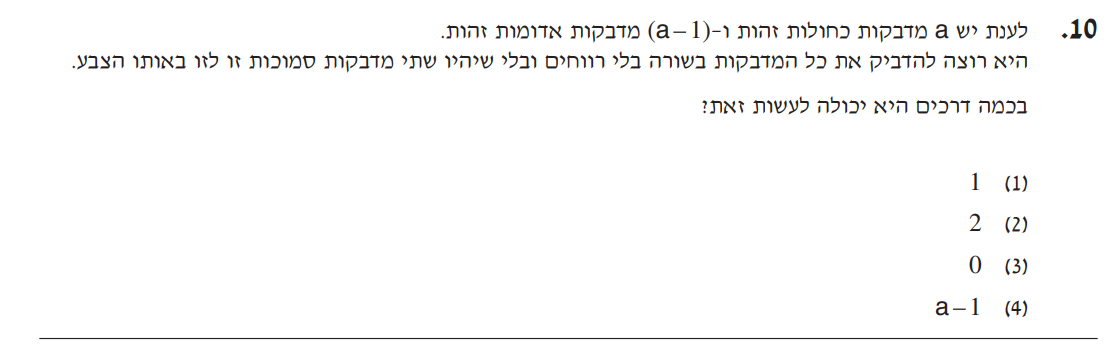 10. לענת יש a מדבקות כחולות זהות ו-(a-1) מדבקות אדומות זהות.
היא רוצה להדביק את כל המדבקות בשורה בלי רווחים ובלי שיהיו שתי מדבקות סמוכות זו לזו באותו הצבע.
בכמה דרכים היא יכולה לעשות זאת?
(1) 1
(2) 2
(3) 0
(4) a-1